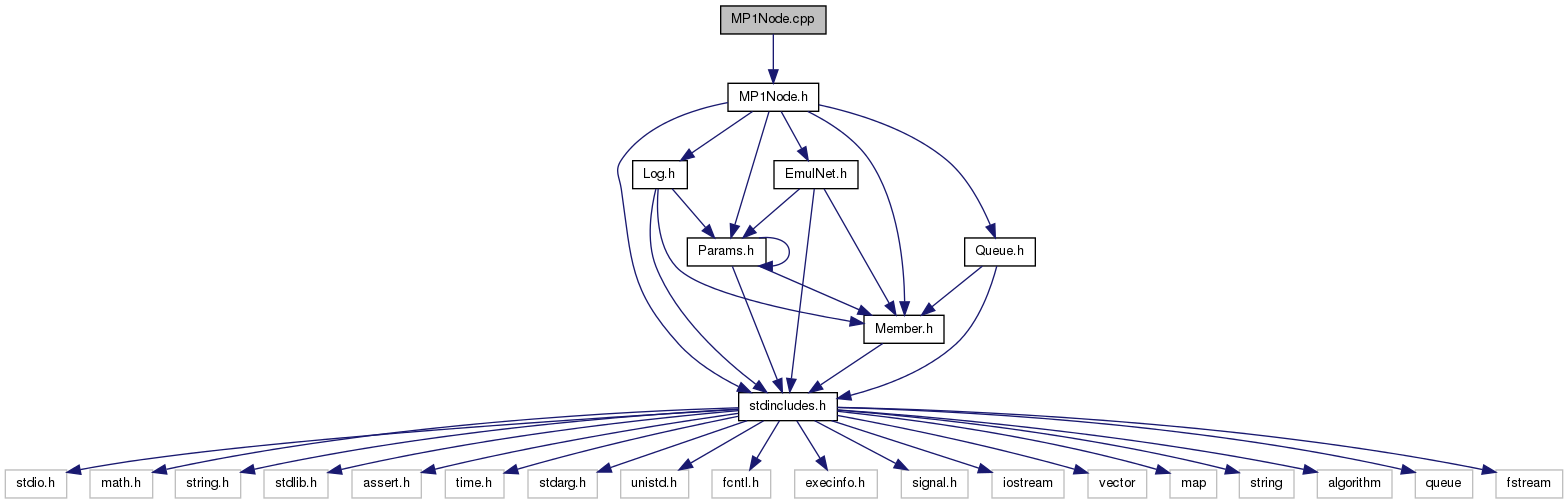 MP1Node.cpp
MP1Node.h
Log.h
EmulNet.h
Params.h
Queue.h
Member.h
stdincludes.h
stdio.h
math.h
string.h
stdlib.h
assert.h
time.h
stdarg.h
unistd.h
fcntl.h
execinfo.h
signal.h
iostream
vector
map
string
algorithm
queue
fstream